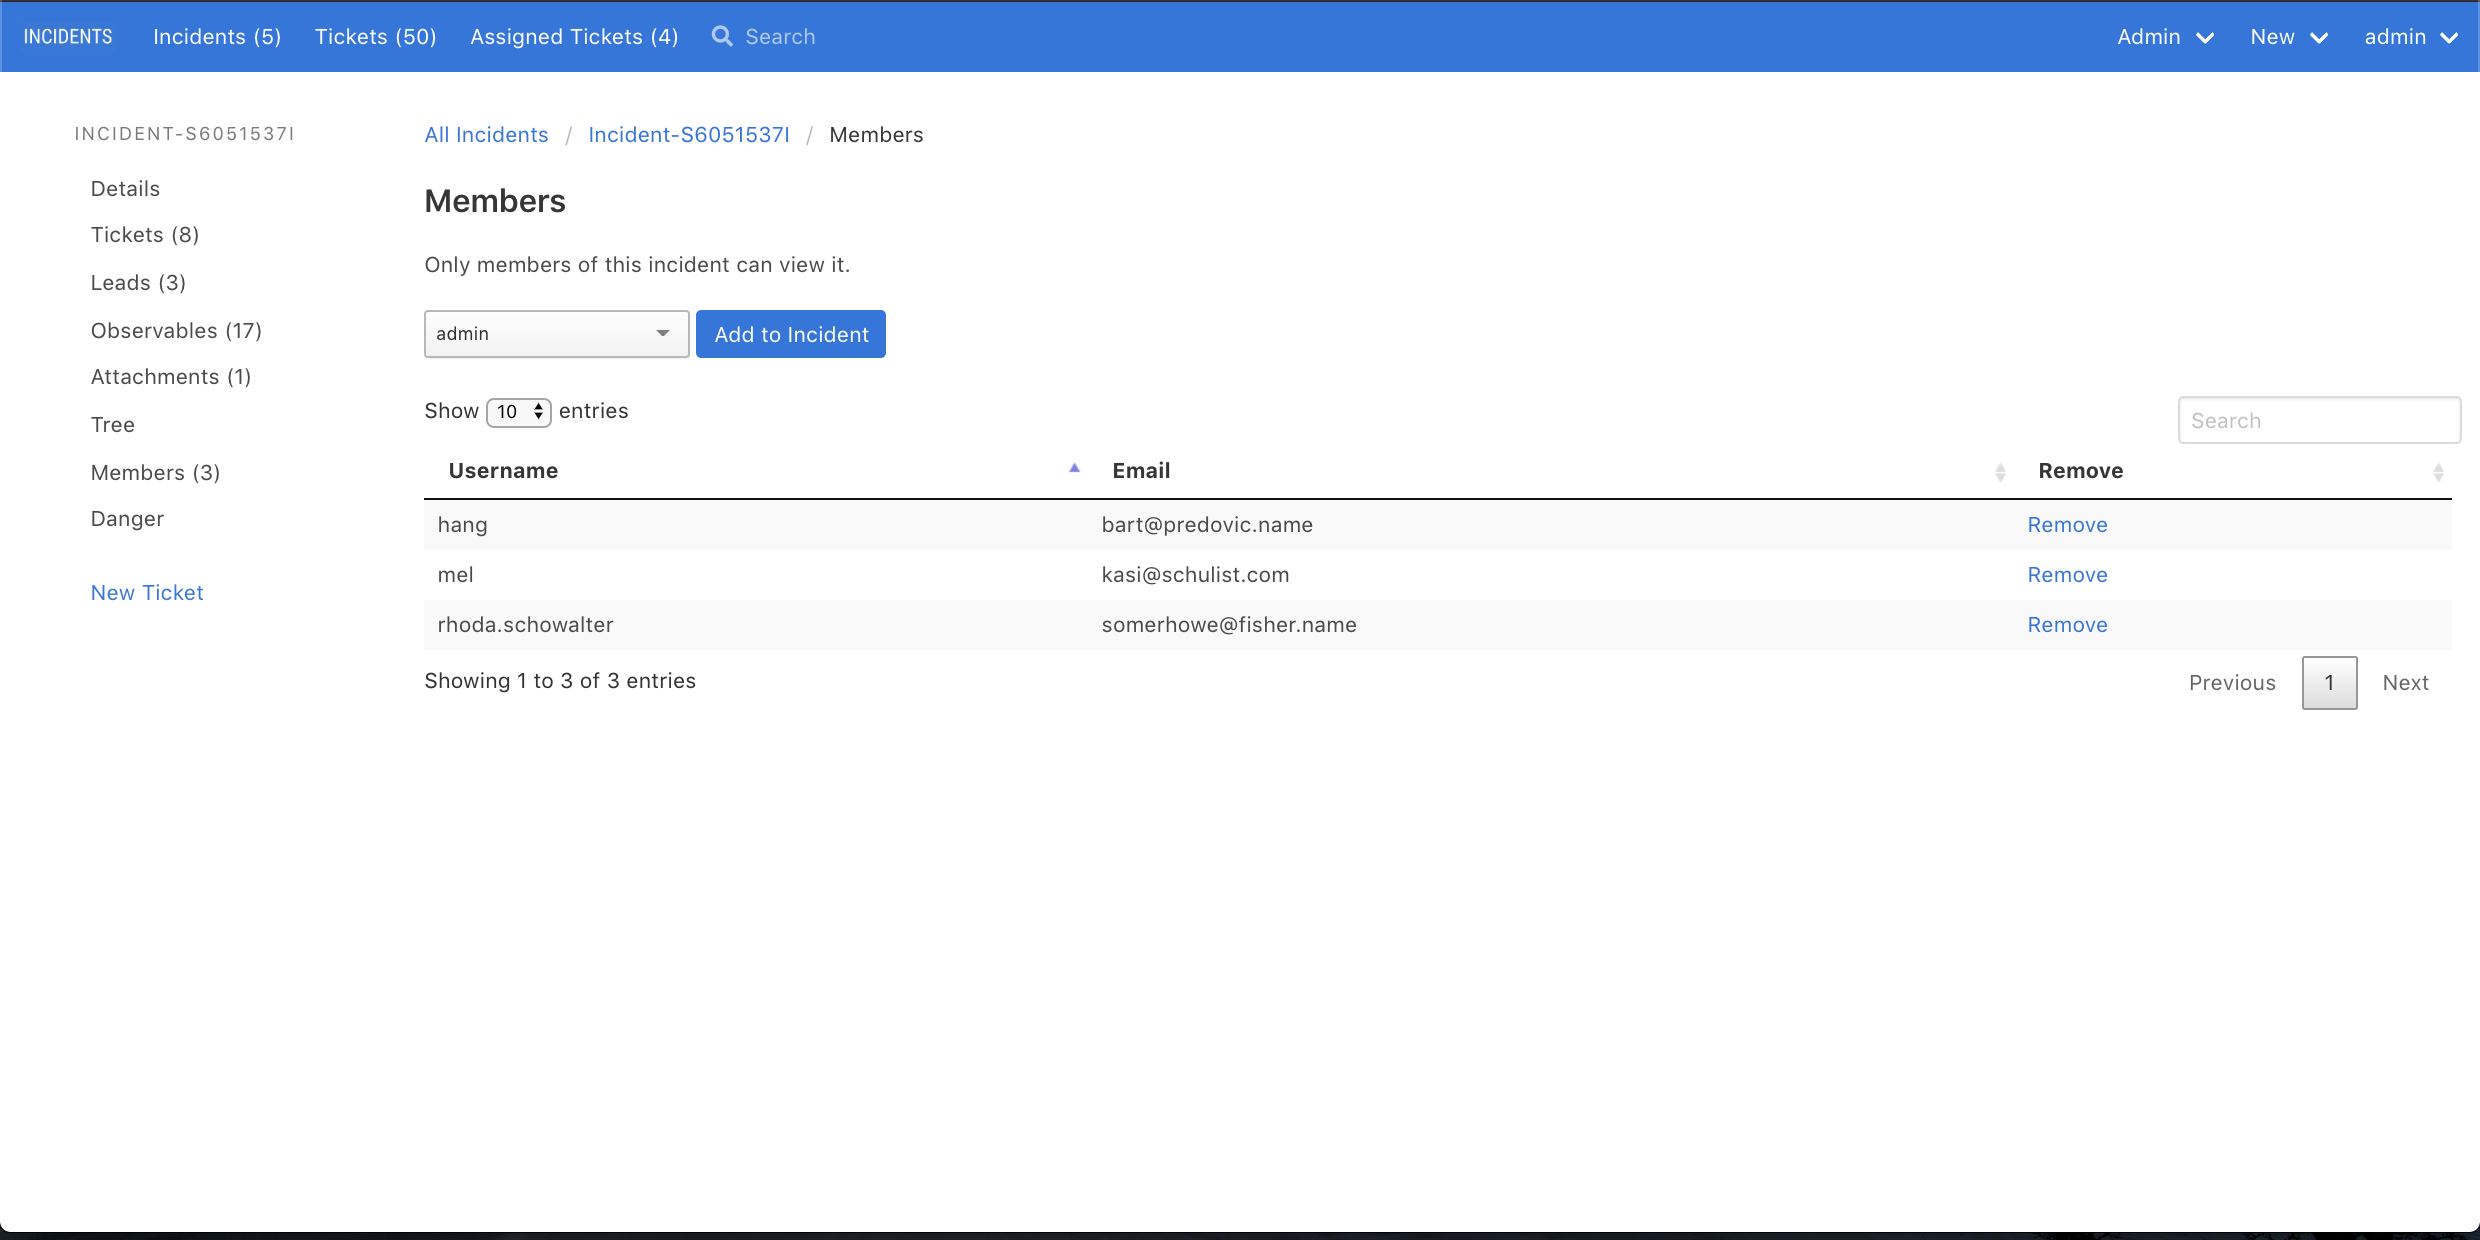 INCIDENTS Incidents (5) Tickets (50) Assigned Tickets (4) Search Admin New admin
INCIDENT-S6051537I
Details
Tickets (8)
Leads (3)
Observables (17)
Attachments (1)
Tree
Members (3)
Danger
New Ticket
All Incidents / Incident-S6051537I / Members
Members
Only members of this incident can view it.
admin Add to Incident
Show 10 entries Search
Username Email Remove
hang bart@predovic.name Remove
mel kasi@schulist.com Remove
rhoda.schowalter somerhowe@fisher.name Remove
Showing 1 to 3 of 3 entries Previous 1 Next